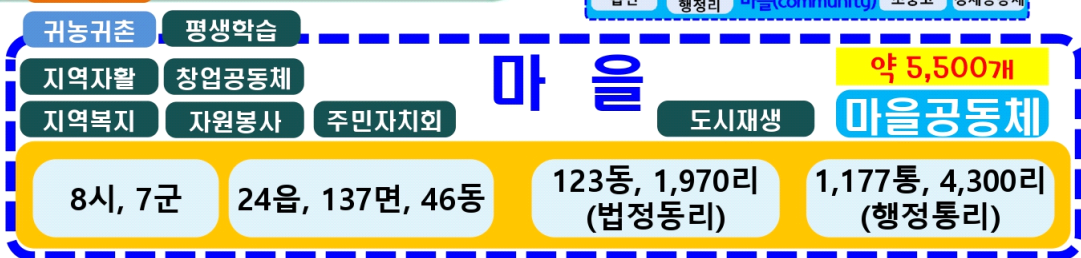 행정리 마을(community)
귀농귀촌 평생학습
지역자활 창업공동체
마 을
약 5,500개
지역복지 자원봉사 주민자치회
도시재생
마을공동체
8시, 7군
24읍, 137면, 46동
123동, 1,970리
(법정동리)
1,177통, 4,300리
(행정통리)